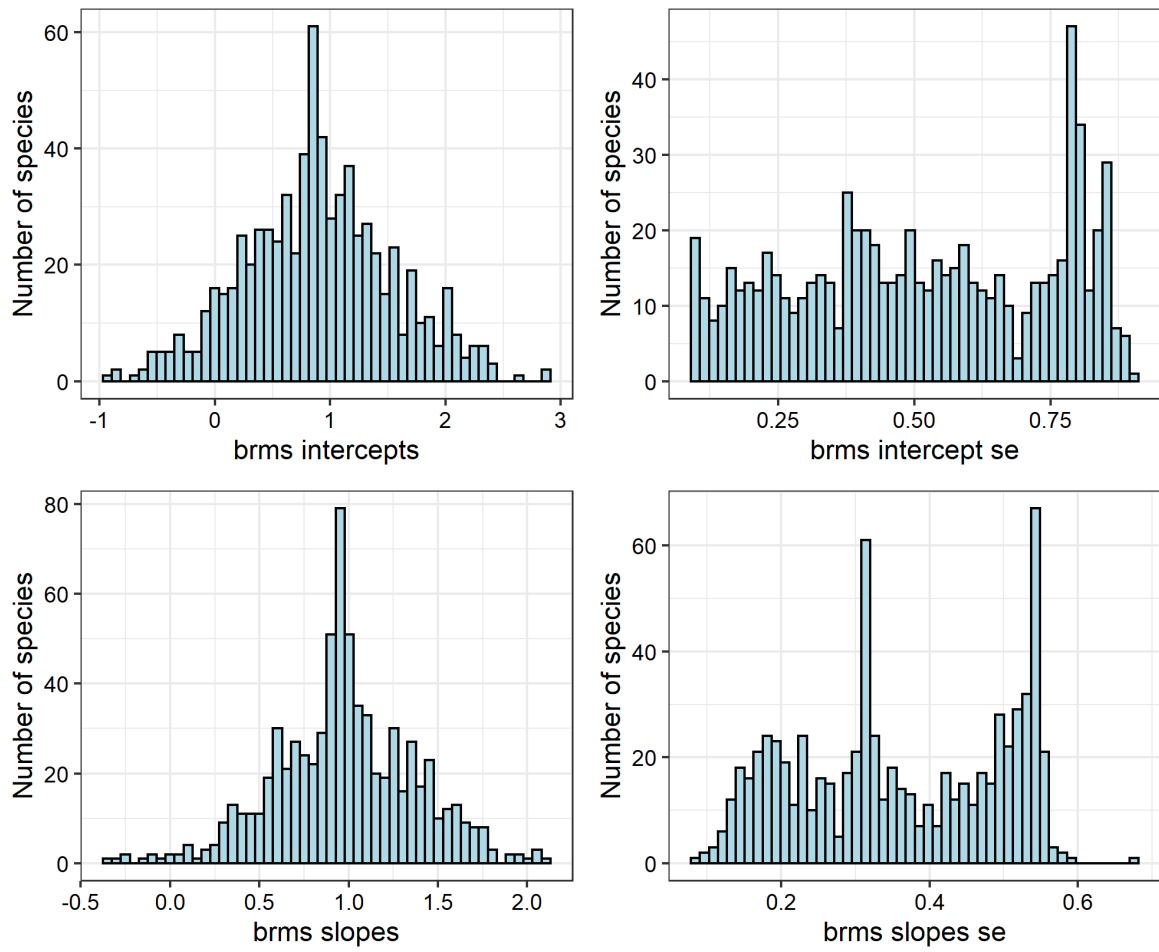 Number of species
60
40
20
0
-1 0 1 2 3
brms intercepts
Number of species
40
30
20
10
0
0.25 0.50 0.75
brms intercept se
Number of species
80
60
40
20
0
-0.5 0.0 0.5 1.0 1.5 2.0
brms slopes
Number of species
60
40
20
0
0.2 0.4 0.6
brms slopes se